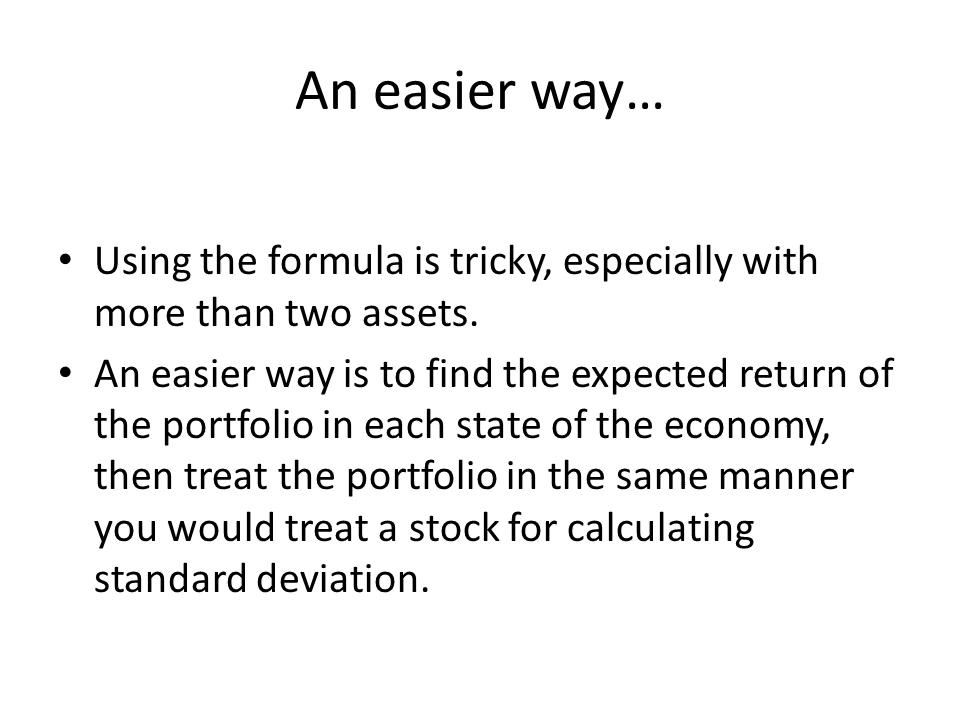 An easier way…
• Using the formula is tricky, especially with
more than two assets.
• An easier way is to find the expected return of
the portfolio in each state of the economy,
then treat the portfolio in the same manner
you would treat a stock for calculating
standard deviation.